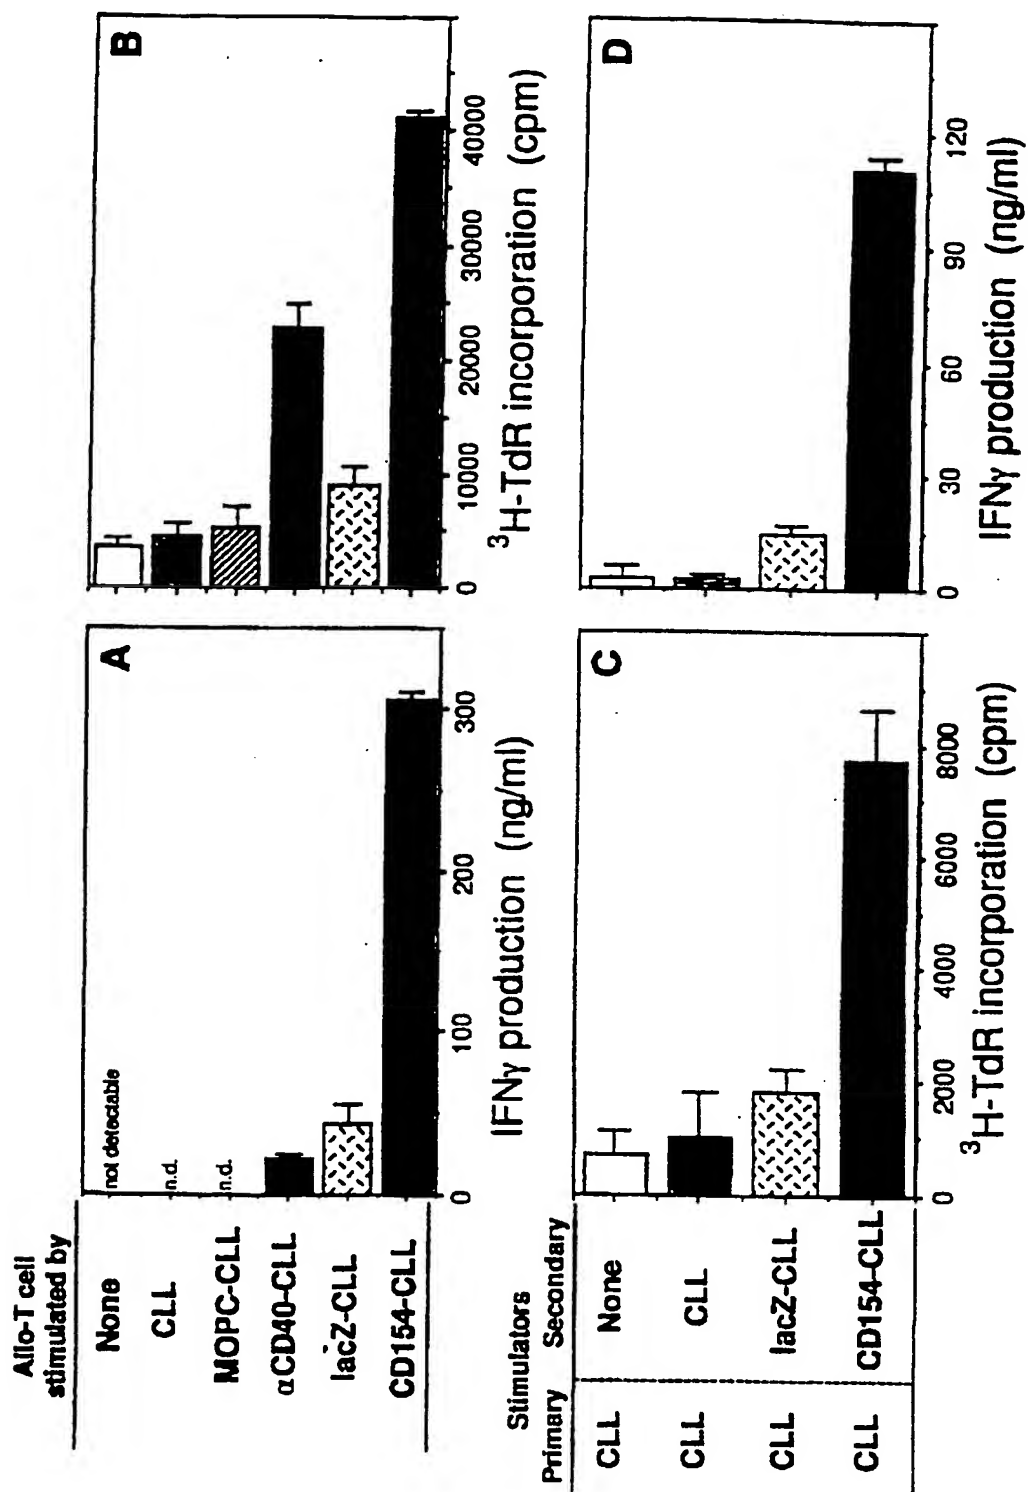 Allo-T cell
stimulated by
None
CLL
MOPC-CLL
αCD40-CLL
lacZ-CLL
CD154-CLL
not detectable
n.d.
n.d.
A
0 100 200 300
IFNγ production (ng/ml)
B
0 10000 20000 30000 40000
³H-TdR incorporation (cpm)
Stimulators
Primary Secondary
CLL None
CLL CLL
CLL lacZ-CLL
CLL CD154-CLL
C
0 2000 4000 6000 8000
³H-TdR incorporation (cpm)
D
0 30 60 90 120
IFNγ production (ng/ml)